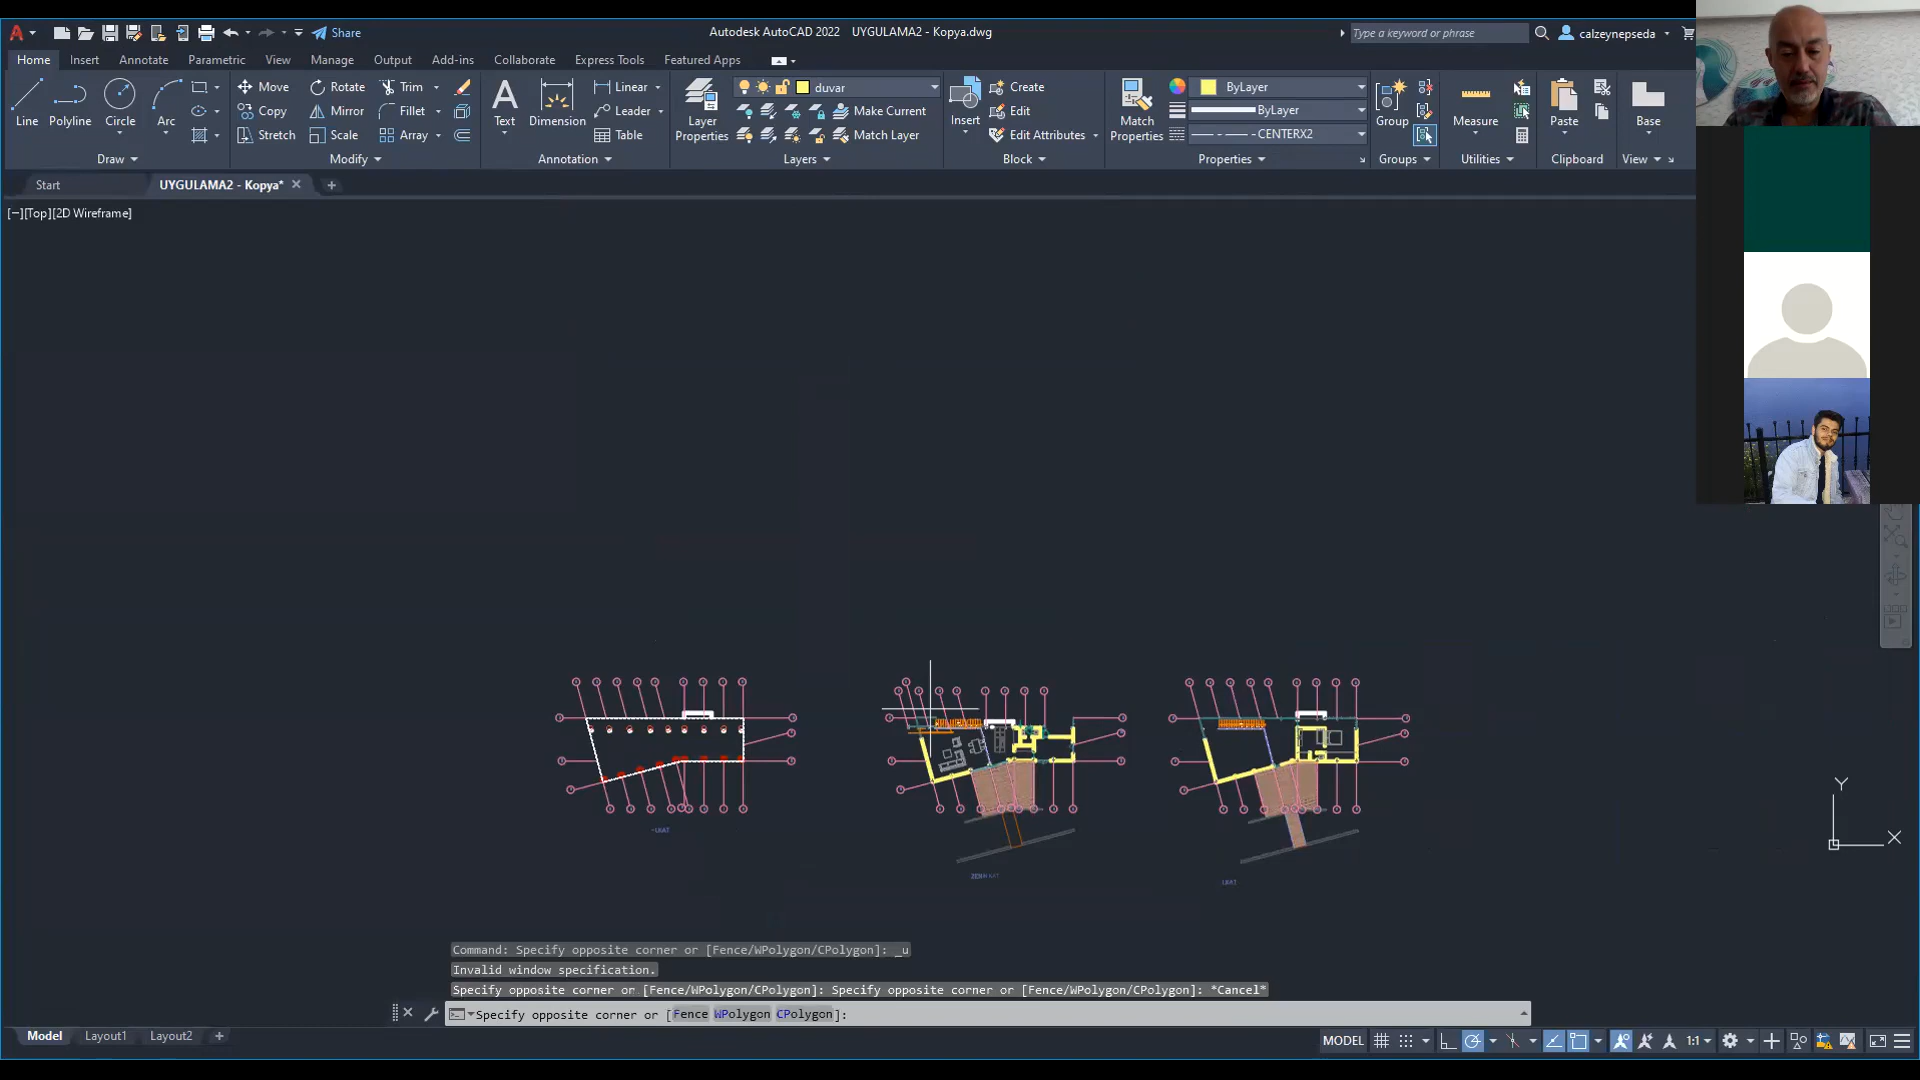 Share
Autodesk AutoCAD 2022 UYGULAMA2 - Kopya.dwg
Type a keyword or phrase
calzeynepseda
Home Insert Annotate Parametric View Manage Output Add-ins Collaborate Express Tools Featured Apps
Line Polyline Circle Arc
Move Rotate Trim
Copy Mirror Fillet
Stretch Scale Array
Text Dimension
Linear
Leader
Table
Layer Properties
duvar
Make Current
Match Layer
Insert
Create
Edit
Edit Attributes
Match Properties
ByLayer
ByLayer
CENTERX2
Group Measure Paste Base
Draw Modify Annotation Layers Block Properties Groups Utilities Clipboard View
Start UYGULAMA2 - Kopya*
[−][Top][2D Wireframe]
Y
X
Command: Specify opposite corner or [Fence/WPolygon/CPolygon]: _u
Invalid window specification.
Specify opposite corner or [Fence/WPolygon/CPolygon]: Specify opposite corner or [Fence/WPolygon/CPolygon]: *Cancel*
Specify opposite corner or [Fence WPolygon CPolygon]:
Model Layout1 Layout2
MODEL 1:1